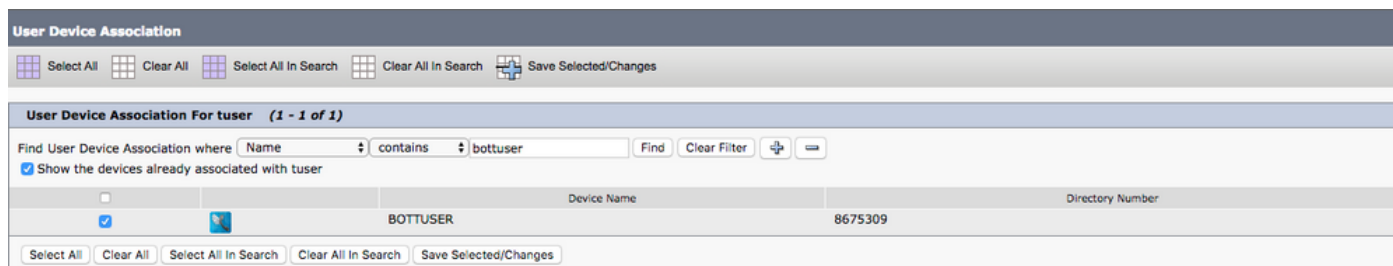 User Device Association
Select All Clear All Select All In Search Clear All In Search Save Selected/Changes
User Device Association For tuser (1 - 1 of 1)
Find User Device Association where Name contains bottuser Find Clear Filter
Show the devices already associated with tuser
Device Name Directory Number
BOTTUSER 8675309
Select All Clear All Select All In Search Clear All In Search Save Selected/Changes